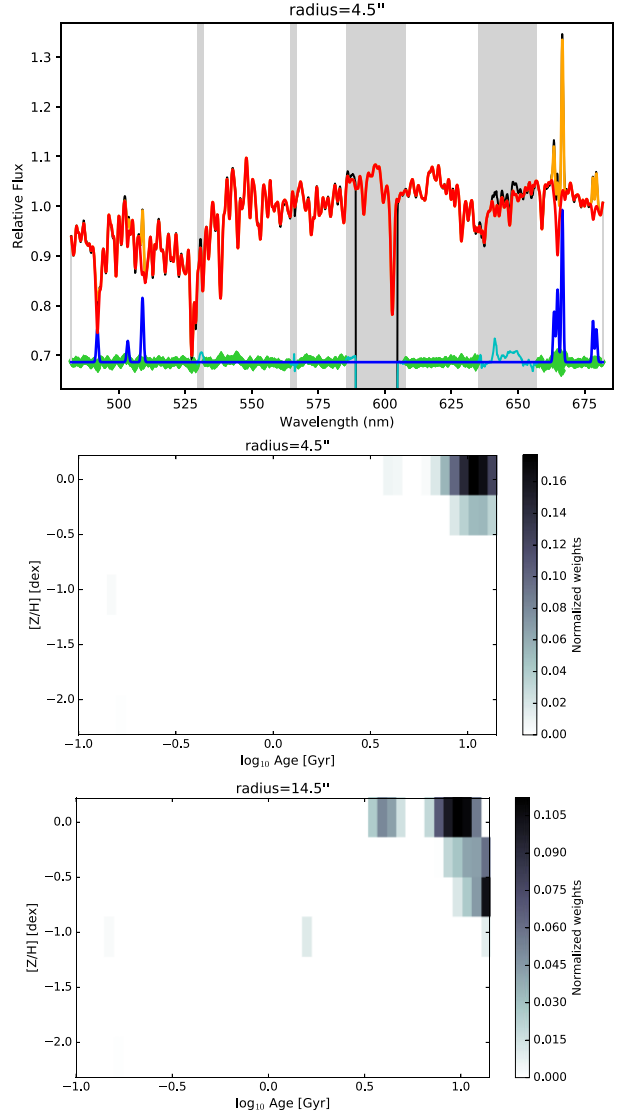 radius=4.5"
1.3
1.2
1.1
1.0
0.9
0.8
0.7
Relative Flux
500 525 550 575 600 625 650 675
Wavelength (nm)
radius=4.5"
0.0
−0.5
−1.0
−1.5
−2.0
[Z/H] [dex]
−1.0 −0.5 0.0 0.5 1.0
log₁₀ Age [Gyr]
0.16
0.14
0.12
0.10
0.08
0.06
0.04
0.02
0.00
Normalized weights
radius=14.5"
0.0
−0.5
−1.0
−1.5
−2.0
[Z/H] [dex]
−1.0 −0.5 0.0 0.5 1.0
log₁₀ Age [Gyr]
0.105
0.090
0.075
0.060
0.045
0.030
0.015
0.000
Normalized weights